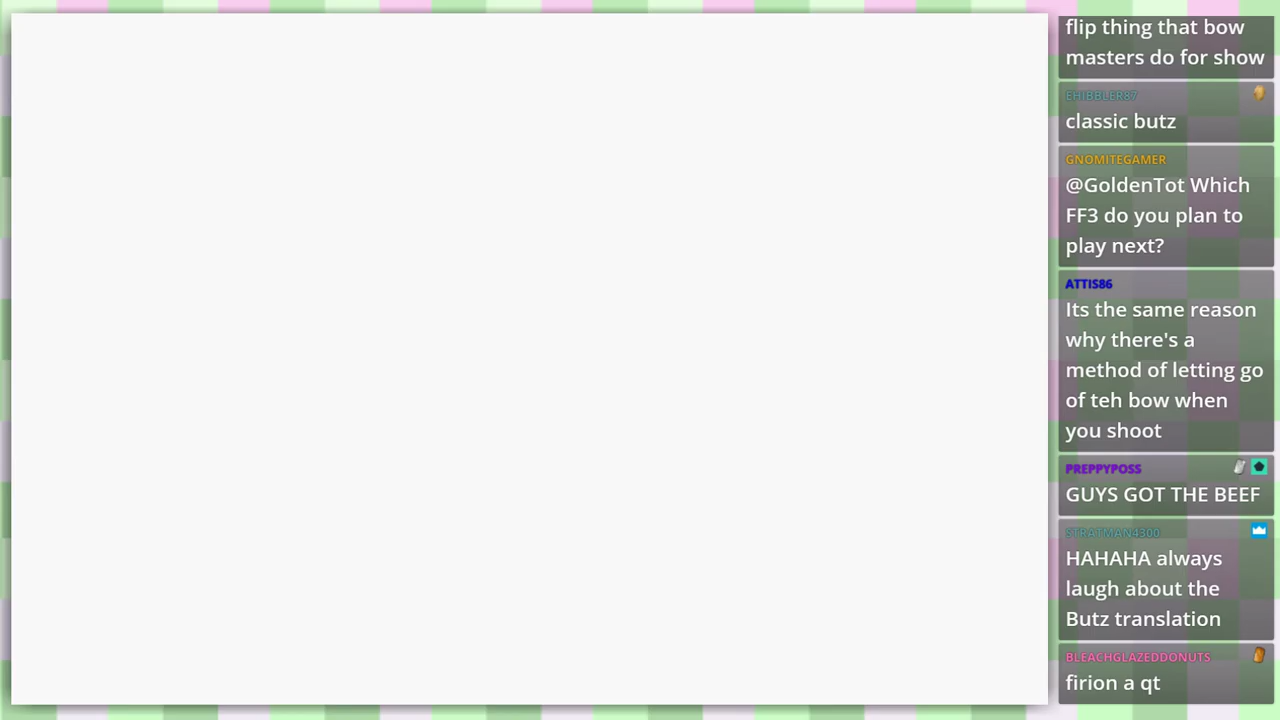 flip thing that bow
masters do for show
EHIBBLER87
classic butz
GNOMITEGAMER
@GoldenTot Which
FF3 do you plan to
play next?
ATTIS86
Its the same reason
why there's a
method of letting go
of teh bow when
you shoot
PREPPYPOSS
GUYS GOT THE BEEF
STRATMAN4300
HAHAHA always
laugh about the
Butz translation
BLEACHGLAZEDDONUTS
firion a qt